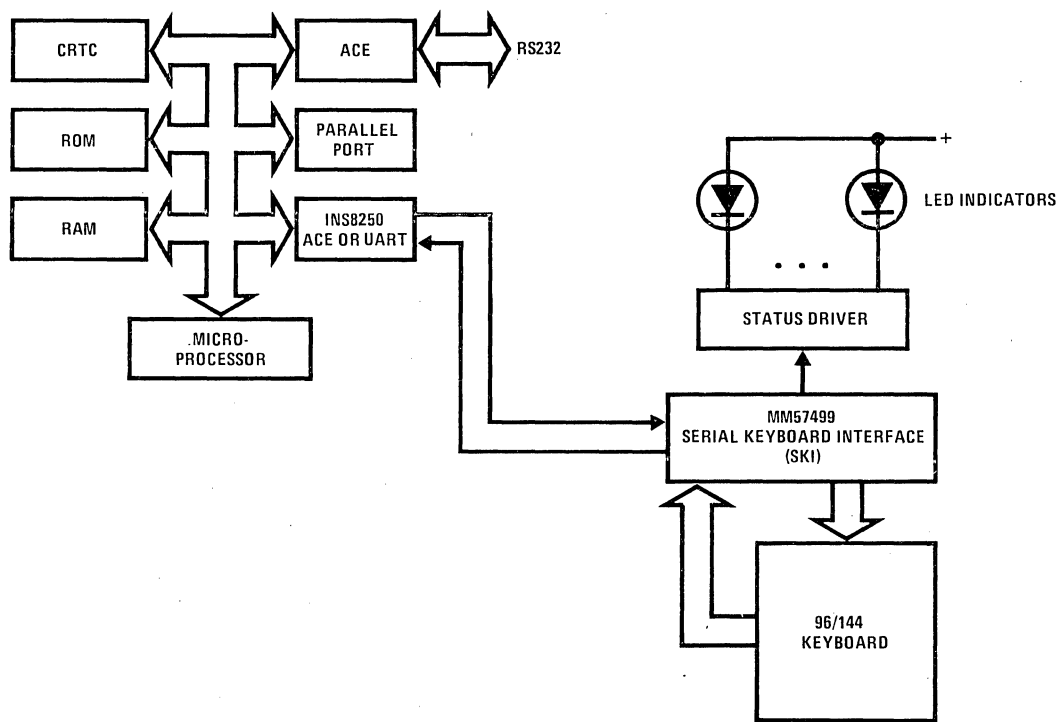 CRTC
ACE
RS232
ROM
PARALLEL
PORT
RAM
INS8250
ACE OR UART
.MICRO-
PROCESSOR
+
LED INDICATORS
. . .
STATUS DRIVER
MM57499
SERIAL KEYBOARD INTERFACE
(SKI)
96/144
KEYBOARD